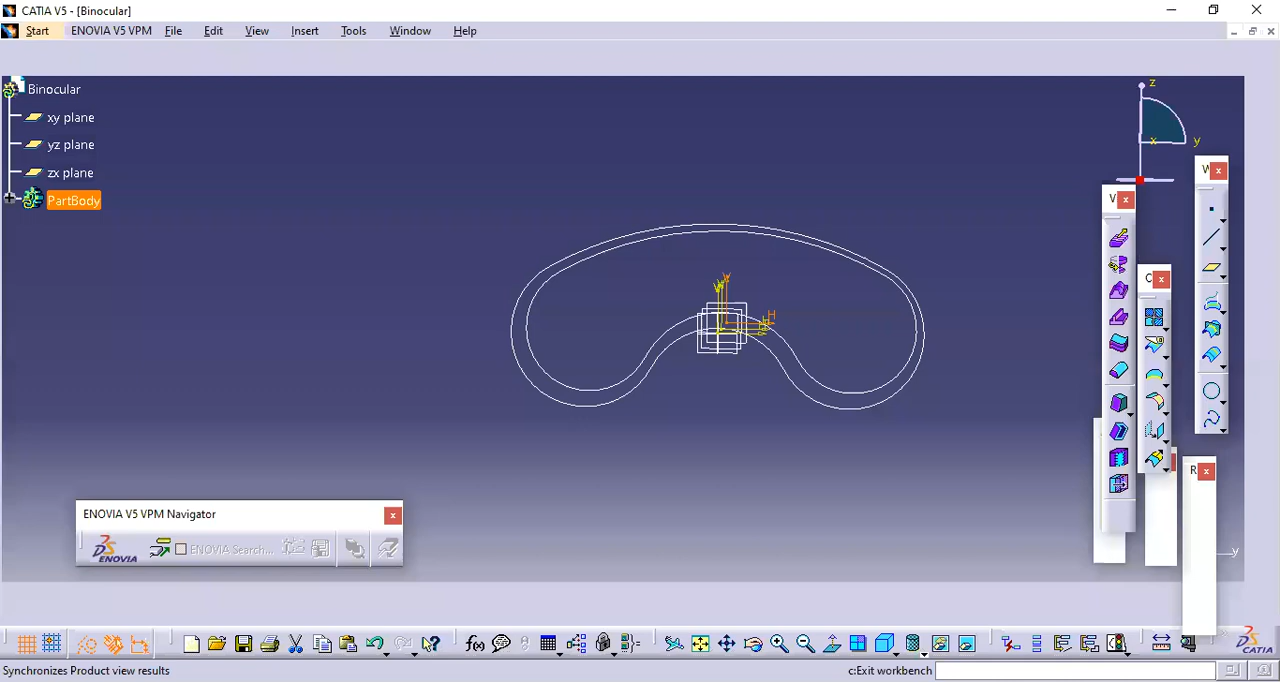 CATIA V5 - [Binocular]
Start ENOVIA V5 VPM File Edit View Insert Tools Window Help
Binocular
xy plane
yz plane
zx plane
PartBody
z
x
y
V
H
V
W
C
R
y
ENOVIA V5 VPM Navigator
ENOVIA
ENOVIA Search...
f(x)
CATIA
Synchronizes Product view results
c:Exit workbench